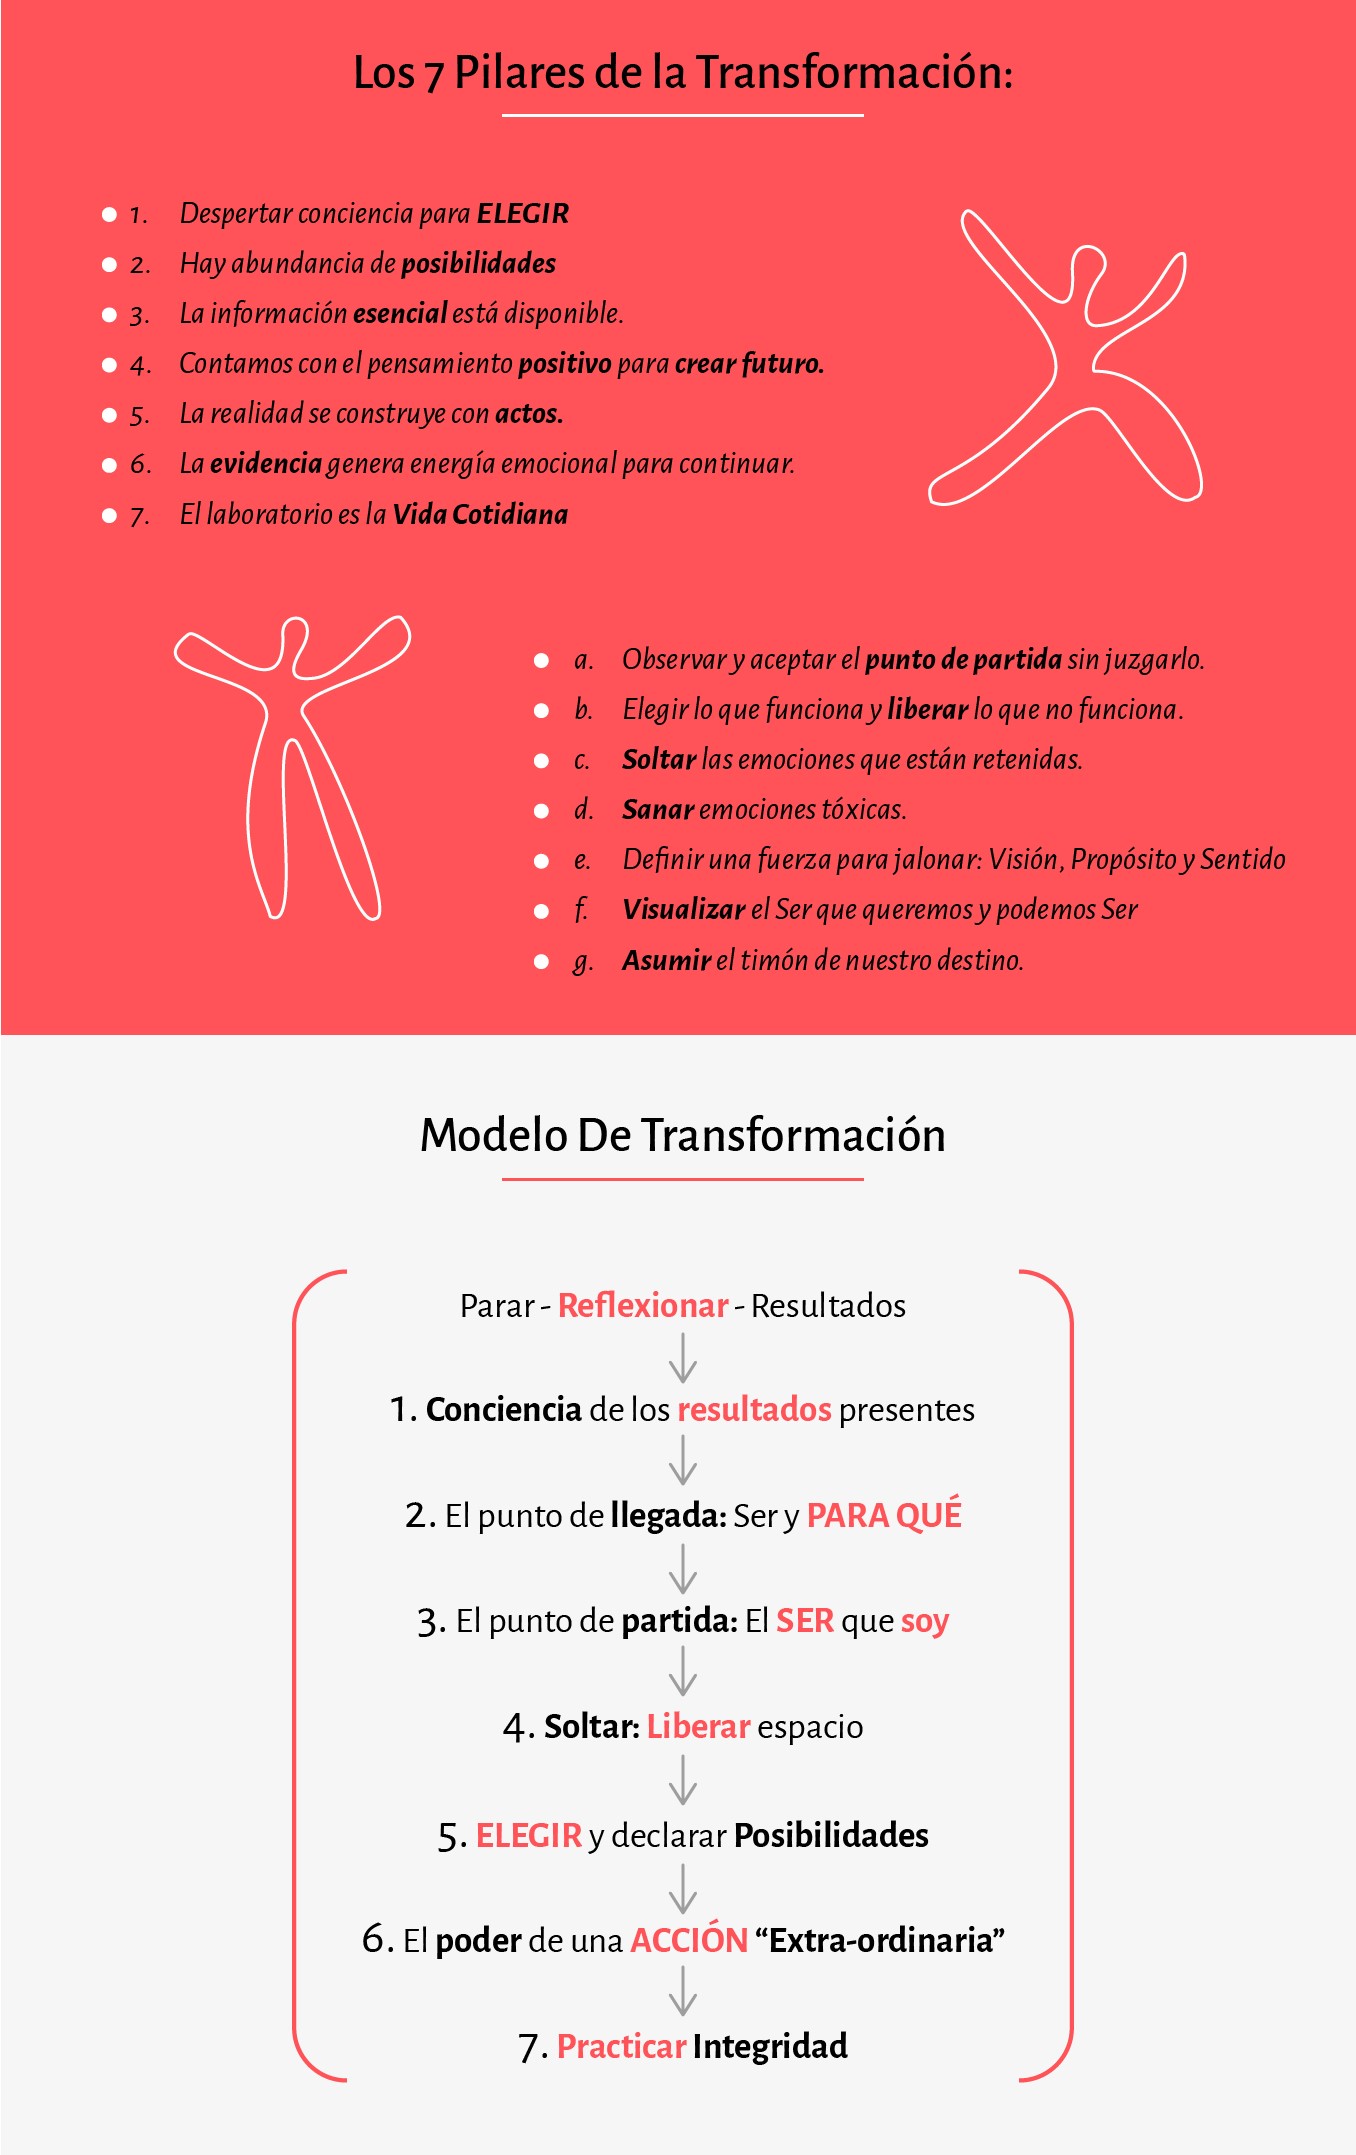 Los 7 Pilares de la Transformación:
1. Despertar conciencia para ELEGIR
2. Hay abundancia de posibilidades
3. La información esencial está disponible.
4. Contamos con el pensamiento positivo para crear futuro.
5. La realidad se construye con actos.
6. La evidencia genera energía emocional para continuar.
7. El laboratorio es la Vida Cotidiana
a. Observar y aceptar el punto de partida sin juzgarlo.
b. Elegir lo que funciona y liberar lo que no funciona.
c. Soltar las emociones que están retenidas.
d. Sanar emociones tóxicas.
e. Definir una fuerza para jalonar: Visión, Propósito y Sentido
f. Visualizar el Ser que queremos y podemos Ser
g. Asumir el timón de nuestro destino.
Modelo De Transformación
Parar - Reflexionar - Resultados
1. Conciencia de los resultados presentes
2. El punto de llegada: Ser y PARA QUÉ
3. El punto de partida: El SER que soy
4. Soltar: Liberar espacio
5. ELEGIR y declarar Posibilidades
6. El poder de una ACCIÓN “Extra-ordinaria”
7. Practicar Integridad